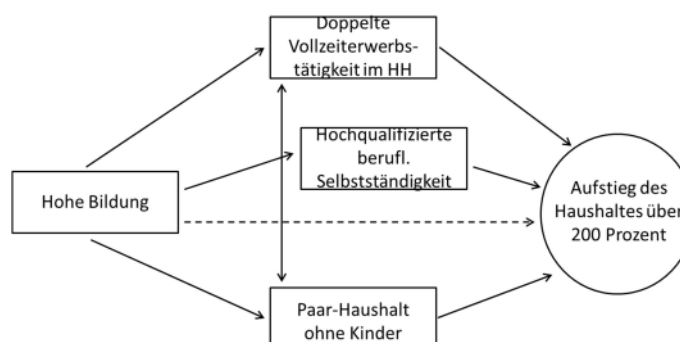 Doppelte
Vollzeiterwerbs-
tätigkeit im HH
Hochqualifizierte
berufl.
Selbstständigkeit
Hohe Bildung
Aufstieg des
Haushaltes über
200 Prozent
Paar-Haushalt
ohne Kinder